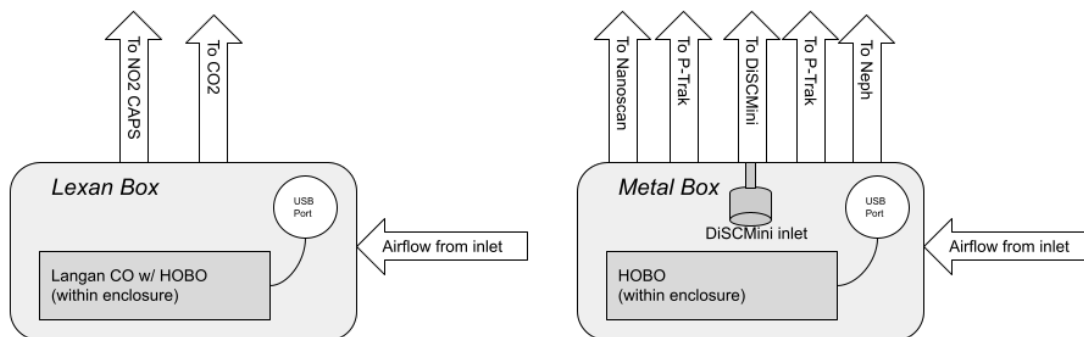 To NO2 CAPS
To CO2
Lexan Box
USB
Port
Airflow from inlet
Langan CO w/ HOBO
(within enclosure)
To Nanoscan
To P-Trak
To DiSCMini
To P-Trak
To Neph
Metal Box
USB
Port
DiSCMini inlet
Airflow from inlet
HOBO
(within enclosure)